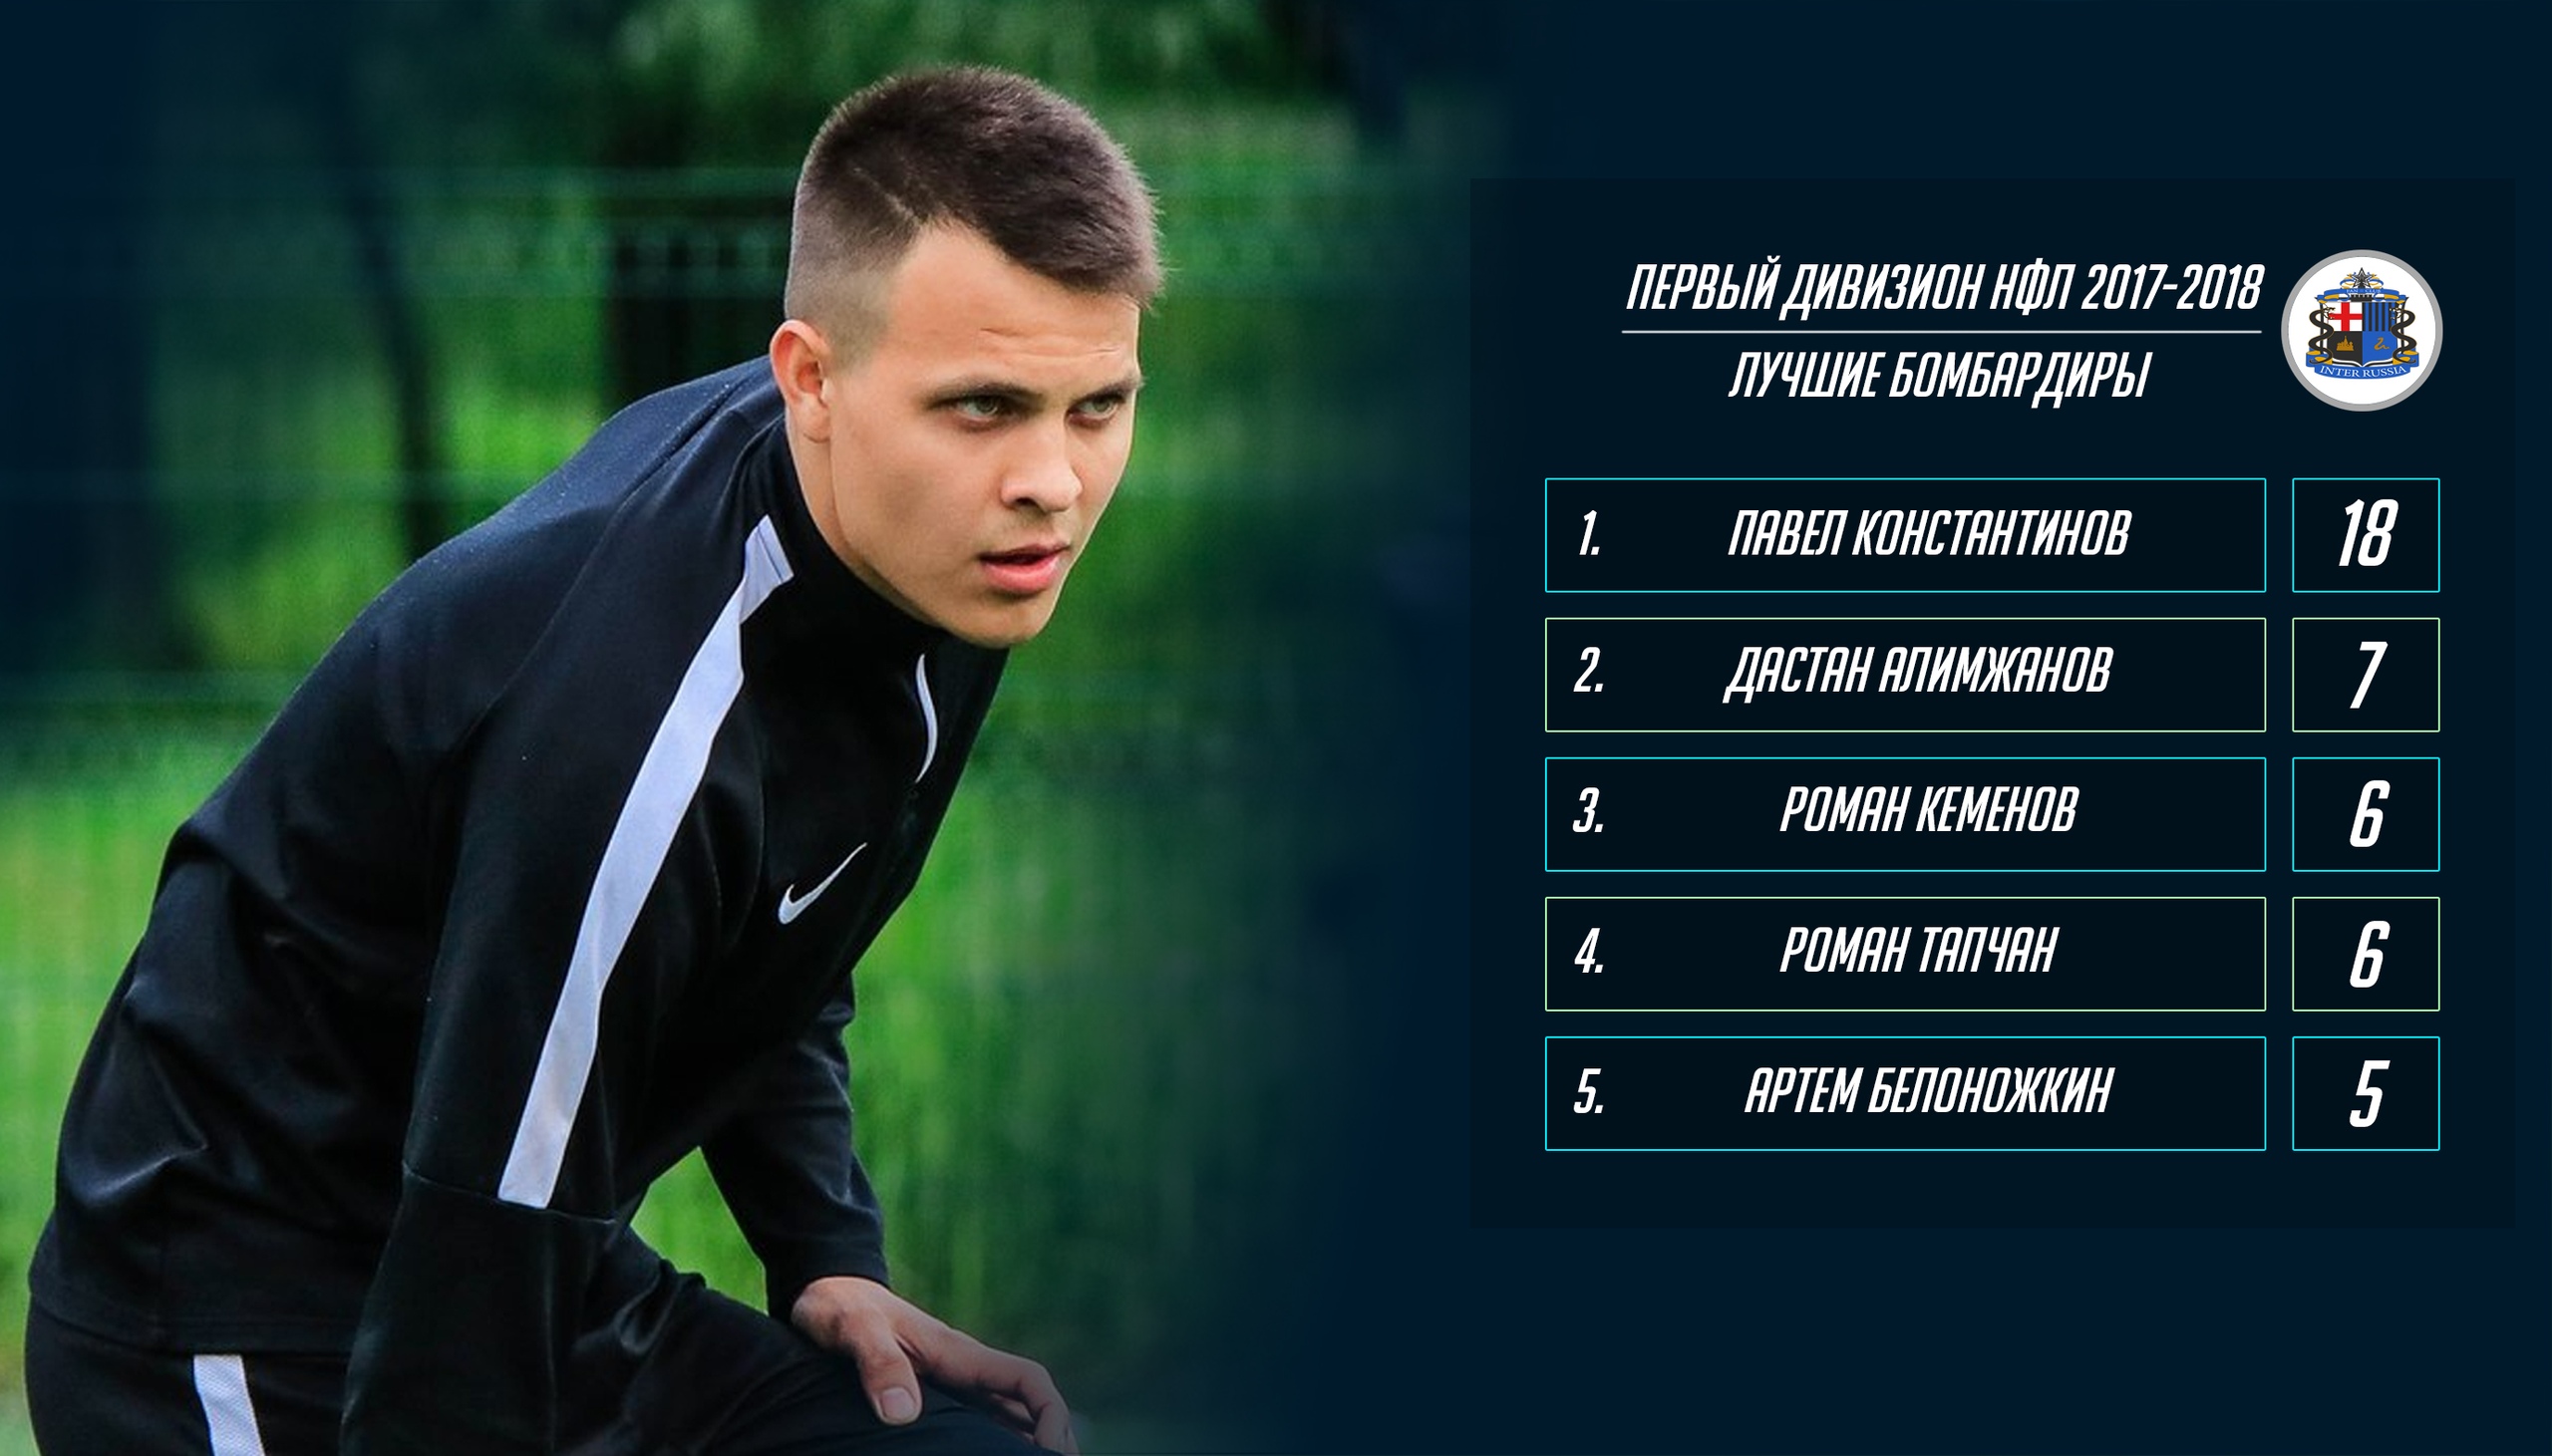 ПЕРВЫЙ ДИВИЗИОН НФЛ 2017-2018
ЛУЧШИЕ БОМБАРДИРЫ
INTER RUSSIA
1. ПАВЕЛ КОНСТАНТИНОВ 18
2. ДАСТАН АЛИМЖАНОВ 7
3. РОМАН КЕМЕНОВ 6
4. РОМАН ТАПЧАН 6
5. АРТЕМ БЕЛОНОЖКИН 5